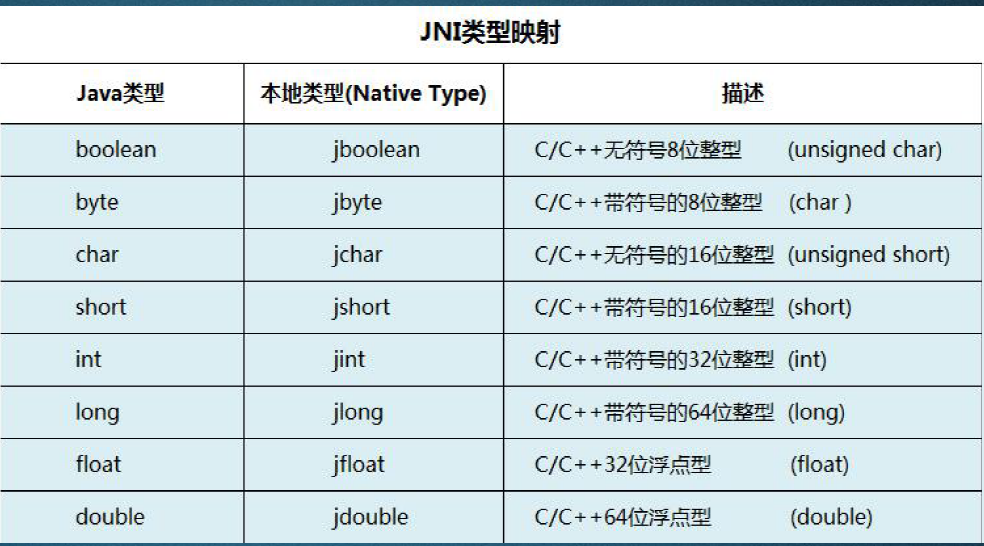 JNI类型映射
Java类型 本地类型(Native Type) 描述
boolean jboolean C/C++无符号8位整型 (unsigned char)
byte jbyte C/C++带符号的8位整型 (char )
char jchar C/C++无符号的16位整型 (unsigned short)
short jshort C/C++带符号的16位整型 (short)
int jint C/C++带符号的32位整型 (int)
long jlong C/C++带符号的64位整型 (long)
float jfloat C/C++32位浮点型 (float)
double jdouble C/C++64位浮点型 (double)